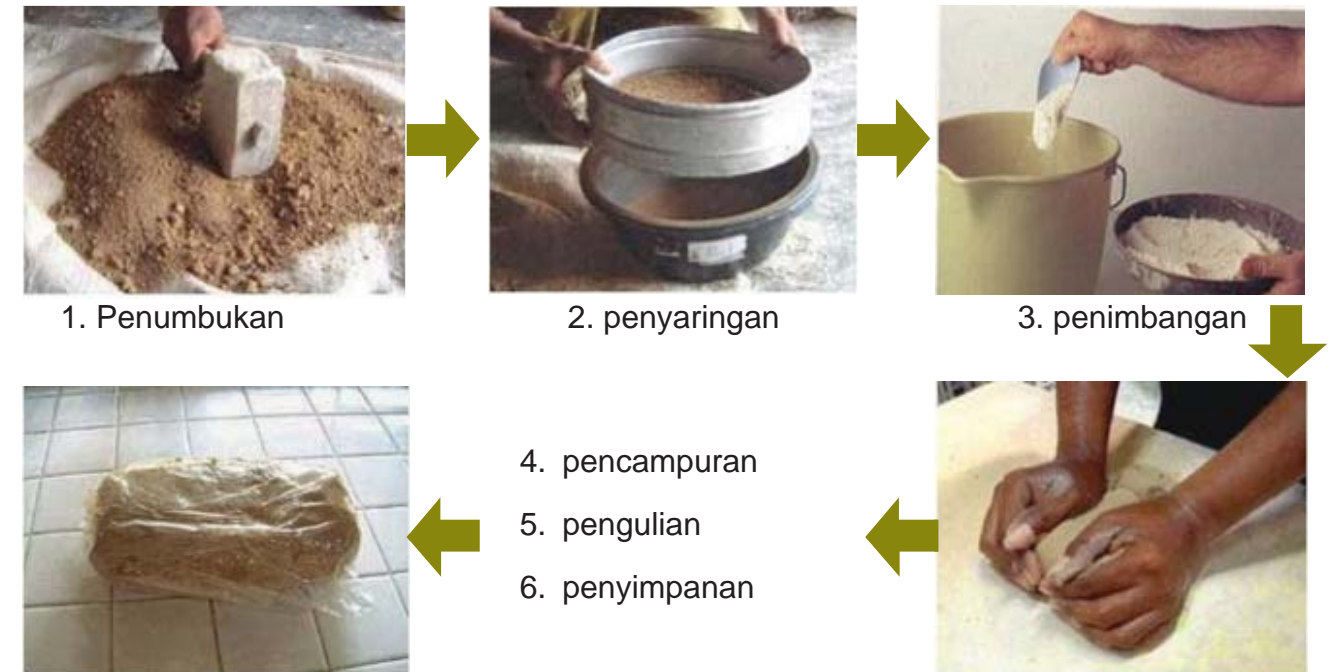 1. Penumbukan
2. penyaringan
3. penimbangan
4. pencampuran
5. pengulian
6. penyimpanan